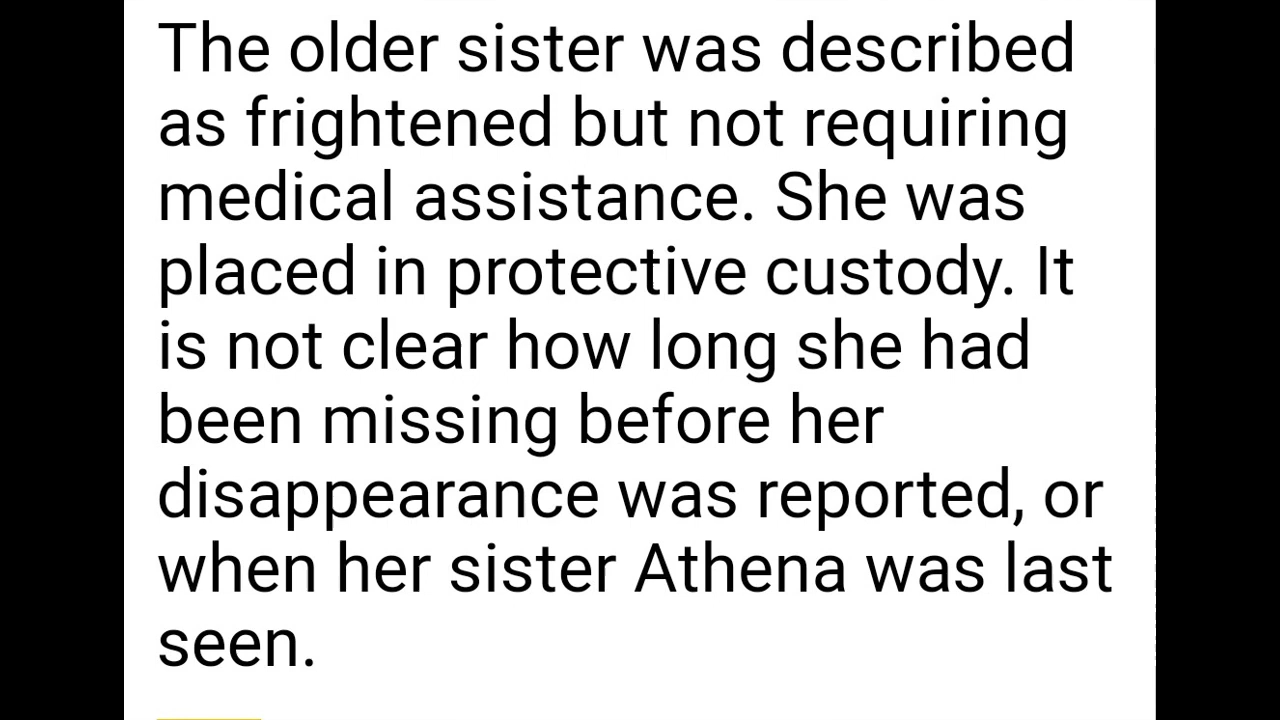 The older sister was described
as frightened but not requiring
medical assistance. She was
placed in protective custody. It
is not clear how long she had
been missing before her
disappearance was reported, or
when her sister Athena was last
seen.